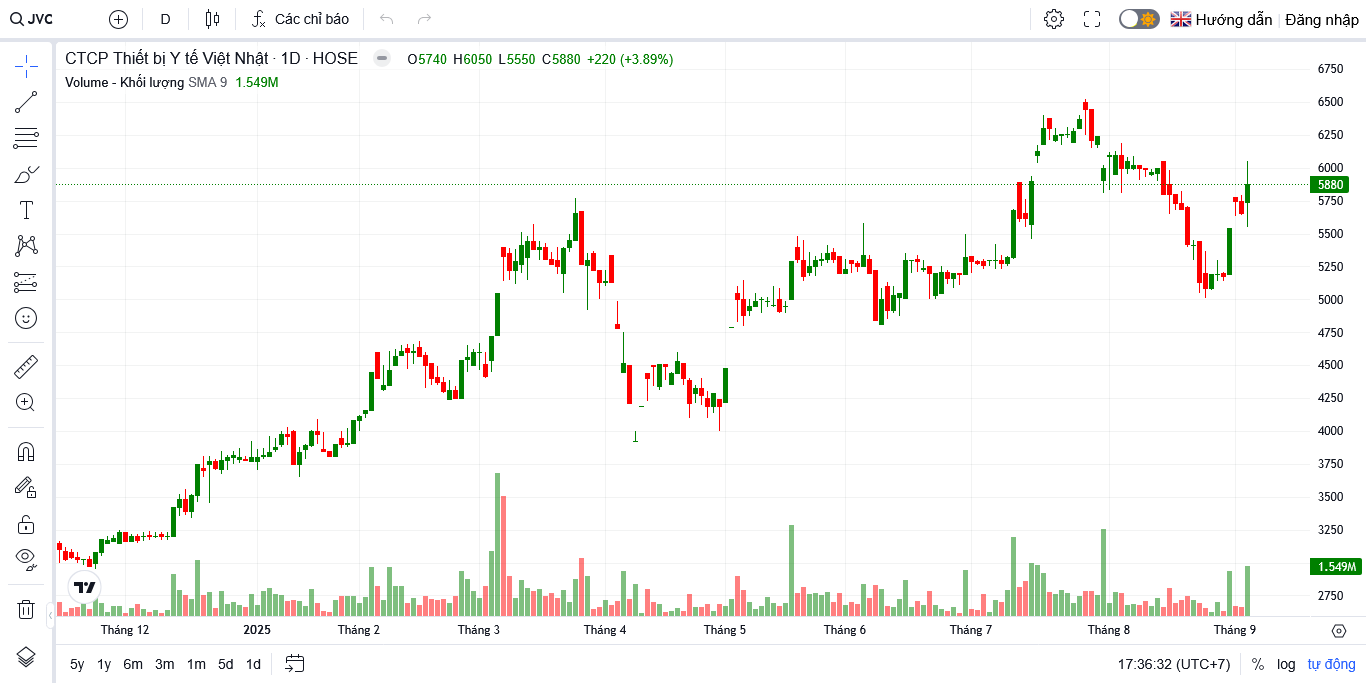 JVC D Các chỉ báo Hướng dẫn Đăng nhập
CTCP Thiết bị Y tế Việt Nhật · 1D · HOSE O5740 H6050 L5550 C5880 +220 (+3.89%)
Volume - Khối lượng SMA 9 1.549M
6750
6500
6250
6000
5880
5750
5500
5250
5000
4750
4500
4250
4000
3750
3500
3250
1.549M
2750
Tháng 12 2025 Tháng 2 Tháng 3 Tháng 4 Tháng 5 Tháng 6 Tháng 7 Tháng 8 Tháng 9
5y 1y 6m 3m 1m 5d 1d 17:36:32 (UTC+7) % log tự động